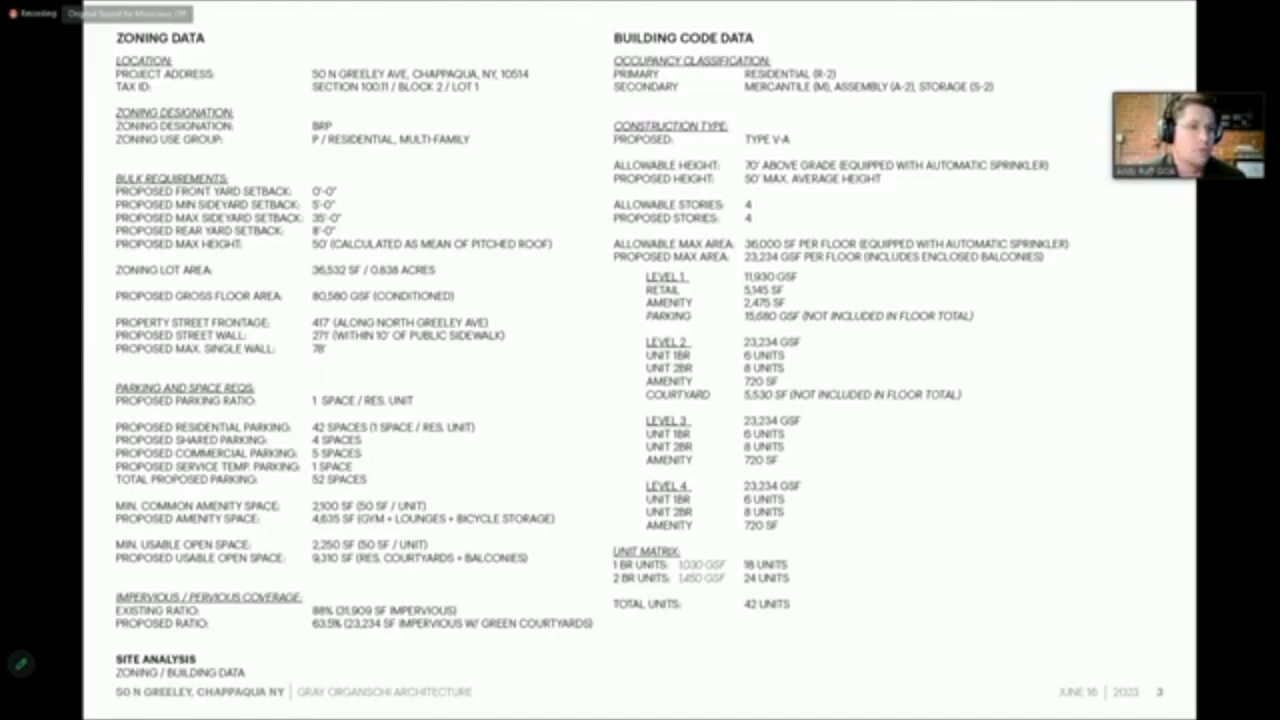 Recording Original Sound for Musicians: Off
ZONING DATA
LOCATION:
PROJECT ADDRESS: 50 N GREELEY AVE, CHAPPAQUA, NY, 10514
TAX ID: SECTION 100.11 / BLOCK 2 / LOT 1
ZONING DESIGNATION:
ZONING DESIGNATION: BRP
ZONING USE GROUP: P / RESIDENTIAL, MULTI-FAMILY
BULK REQUIREMENTS:
PROPOSED FRONT YARD SETBACK: 0'-0"
PROPOSED MIN SIDEYARD SETBACK: 5'-0"
PROPOSED MAX SIDEYARD SETBACK: 35'-0"
PROPOSED REAR YARD SETBACK: 8'-0"
PROPOSED MAX HEIGHT: 50' (CALCULATED AS MEAN OF PITCHED ROOF)
ZONING LOT AREA: 36,532 SF / 0.838 ACRES
PROPOSED GROSS FLOOR AREA: 80,580 GSF (CONDITIONED)
PROPERTY STREET FRONTAGE: 417' (ALONG NORTH GREELEY AVE)
PROPOSED STREET WALL: 271' (WITHIN 10' OF PUBLIC SIDEWALK)
PROPOSED MAX. SINGLE WALL: 78'
PARKING AND SPACE REQS:
PROPOSED PARKING RATIO: 1 SPACE / RES. UNIT
PROPOSED RESIDENTIAL PARKING: 42 SPACES (1 SPACE / RES. UNIT)
PROPOSED SHARED PARKING: 4 SPACES
PROPOSED COMMERCIAL PARKING: 5 SPACES
PROPOSED SERVICE TEMP. PARKING: 1 SPACE
TOTAL PROPOSED PARKING: 52 SPACES
MIN. COMMON AMENITY SPACE: 2,100 SF (50 SF / UNIT)
PROPOSED AMENITY SPACE: 4,635 SF (GYM + LOUNGES + BICYCLE STORAGE)
MIN. USABLE OPEN SPACE: 2,250 SF (50 SF / UNIT)
PROPOSED USABLE OPEN SPACE: 9,310 SF (RES. COURTYARDS + BALCONIES)
IMPERVIOUS / PERVIOUS COVERAGE:
EXISTING RATIO: 88% (31,909 SF IMPERVIOUS)
PROPOSED RATIO: 63.5% (23,234 SF IMPERVIOUS W/ GREEN COURTYARDS)
BUILDING CODE DATA
OCCUPANCY CLASSIFICATION:
PRIMARY RESIDENTIAL (R-2)
SECONDARY MERCANTILE (M), ASSEMBLY (A-2), STORAGE (S-2)
CONSTRUCTION TYPE:
PROPOSED: TYPE V-A
ALLOWABLE HEIGHT: 70' ABOVE GRADE (EQUIPPED WITH AUTOMATIC SPRINKLER)
PROPOSED HEIGHT: 50' MAX. AVERAGE HEIGHT
ALLOWABLE STORIES: 4
PROPOSED STORIES: 4
ALLOWABLE MAX AREA: 36,000 SF PER FLOOR (EQUIPPED WITH AUTOMATIC SPRINKLER)
PROPOSED MAX AREA: 23,234 GSF PER FLOOR (INCLUDES ENCLOSED BALCONIES)
LEVEL 1 11,930 GSF
RETAIL 5,145 SF
AMENITY 2,475 SF
PARKING 15,680 GSF (NOT INCLUDED IN FLOOR TOTAL)
LEVEL 2 23,234 GSF
UNIT 1BR 6 UNITS
UNIT 2BR 8 UNITS
AMENITY 720 SF
COURTYARD 5,530 SF (NOT INCLUDED IN FLOOR TOTAL)
LEVEL 3 23,234 GSF
UNIT 1BR 6 UNITS
UNIT 2BR 8 UNITS
AMENITY 720 SF
LEVEL 4 23,234 GSF
UNIT 1BR 6 UNITS
UNIT 2BR 8 UNITS
AMENITY 720 SF
UNIT MATRIX:
1 BR UNITS: 1030 GSF 18 UNITS
2 BR UNITS: 1,450 GSF 24 UNITS
TOTAL UNITS: 42 UNITS
SITE ANALYSIS
ZONING / BUILDING DATA
50 N GREELEY, CHAPPAQUA NY | GRAY ORGANSCHI ARCHITECTURE
JUNE 16 | 2023 3